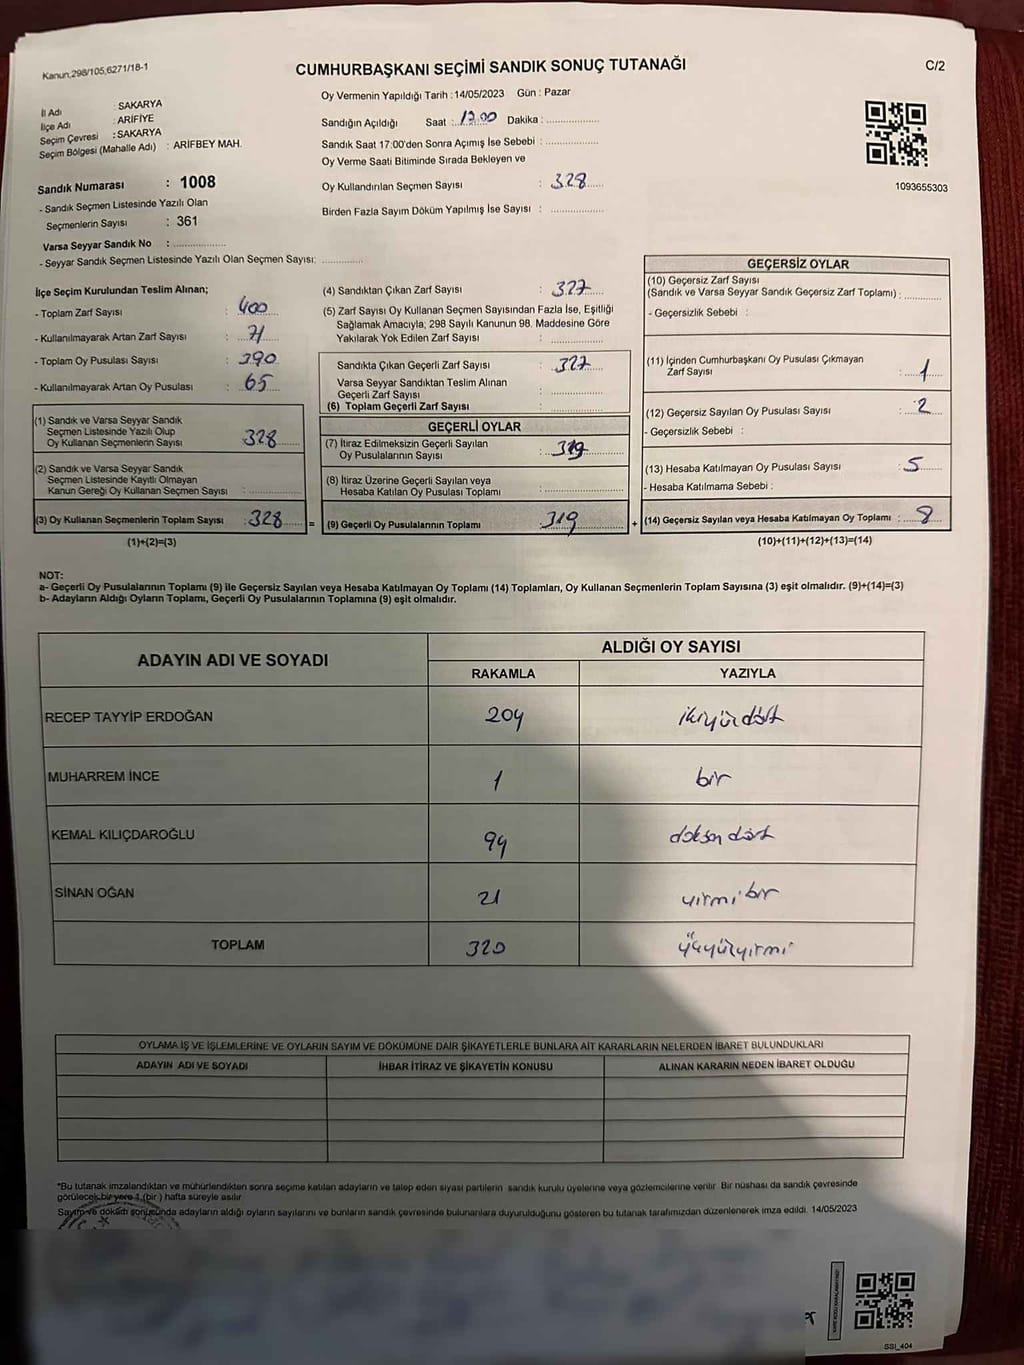 Kanun;298/105,6271/18-1
CUMHURBAŞKANI SEÇİMİ SANDIK SONUÇ TUTANAĞI
C/2
İl Adı : SAKARYA
İlçe Adı : ARİFİYE
Seçim Çevresi : SAKARYA
Seçim Bölgesi (Mahalle Adı) : ARİFBEY MAH.
Sandık Numarası : 1008
- Sandık Seçmen Listesinde Yazılı Olan
Seçmenlerin Sayısı : 361
Varsa Seyyar Sandık No :
- Seyyar Sandık Seçmen Listesinde Yazılı Olan Seçmen Sayısı:
Oy Vermenin Yapıldığı Tarih : 14/05/2023 Gün : Pazar
Sandığın Açıldığı Saat : Dakika :
Sandık Saat 17:00'den Sonra Açımış İse Sebebi :
Oy Verme Saati Bitiminde Sırada Bekleyen ve
Oy Kullandırılan Seçmen Sayısı : 328
Birden Fazla Sayım Döküm Yapılmış İse Sayısı :
1093655303
İlçe Seçim Kurulundan Teslim Alınan;
- Toplam Zarf Sayısı : 400
- Kullanılmayarak Artan Zarf Sayısı : 71
- Toplam Oy Pusulası Sayısı : 390
- Kullanılmayarak Artan Oy Pusulası : 65
(1) Sandık ve Varsa Seyyar Sandık
Seçmen Listesinde Yazılı Olup
Oy Kullanan Seçmenlerin Sayısı 328
(2) Sandık ve Varsa Seyyar Sandık
Seçmen Listesinde Kayıtlı Olmayan
Kanun Gereği Oy Kullanan Seçmen Sayısı :
(3) Oy Kullanan Seçmenlerin Toplam Sayısı : 328
(1)+(2)=(3)
(4) Sandıktan Çıkan Zarf Sayısı : 327
(5) Zarf Sayısı Oy Kullanan Seçmen Sayısından Fazla İse, Eşitliği
Sağlamak Amacıyla; 298 Sayılı Kanunun 98. Maddesine Göre
Yakılarak Yok Edilen Zarf Sayısı :
Sandıkta Çıkan Geçerli Zarf Sayısı : 327
Varsa Seyyar Sandıktan Teslim Alınan
Geçerli Zarf Sayısı :
(6) Toplam Geçerli Zarf Sayısı :
GEÇERLİ OYLAR
(7) İtiraz Edilmeksizin Geçerli Sayılan
Oy Pusulalarının Sayısı : 319
(8) İtiraz Üzerine Geçerli Sayılan veya
Hesaba Katılan Oy Pusulası Toplamı :
= (9) Geçerli Oy Pusulalarının Toplamı : 319
GEÇERSİZ OYLAR
(10) Geçersiz Zarf Sayısı
(Sandık ve Varsa Seyyar Sandık Geçersiz Zarf Toplamı) :
- Geçersizlik Sebebi :
(11) İçinden Cumhurbaşkanı Oy Pusulası Çıkmayan
Zarf Sayısı : 1
(12) Geçersiz Sayılan Oy Pusulası Sayısı : 2
- Geçersizlik Sebebi :
(13) Hesaba Katılmayan Oy Pusulası Sayısı : 5
- Hesaba Katılmama Sebebi :
+ (14) Geçersiz Sayılan veya Hesaba Katılmayan Oy Toplamı : 8
(10)+(11)+(12)+(13)=(14)
NOT:
a- Geçerli Oy Pusulalarının Toplamı (9) ile Geçersiz Sayılan veya Hesaba Katılmayan Oy Toplamı (14) Toplamları, Oy Kullanan Seçmenlerin Toplam Sayısına (3) eşit olmalıdır. (9)+(14)=(3)
b- Adayların Aldığı Oyların Toplamı, Geçerli Oy Pusulalarının Toplamına (9) eşit olmalıdır.
ADAYIN ADI VE SOYADI
ALDIĞI OY SAYISI
RAKAMLA YAZIYLA
RECEP TAYYİP ERDOĞAN 204 ikiyüzdört
MUHARREM İNCE 1 bir
KEMAL KILIÇDAROĞLU 94 doksan dört
SİNAN OĞAN 21 yirmi bir
TOPLAM 320 üçyüzyirmi
OYLAMA İŞ VE İŞLEMLERİNE VE OYLARIN SAYIM VE DÖKÜMÜNE DAİR ŞİKAYETLERLE BUNLARA AİT KARARLARIN NELERDEN İBARET BULUNDUKLARI
ADAYIN ADI VE SOYADI İHBAR İTİRAZ VE ŞİKAYETİN KONUSU ALINAN KARARIN NEDEN İBARET OLDUĞU
*Bu tutanak imzalandıktan ve mühürlendikten sonra seçime katılan adayların ve talep eden siyasi partilerin sandık kurulu üyelerine veya gözlemcilerine verilir. Bir nüshası da sandık çevresinde
görülecek bir yere 1 (bir ) hafta süreyle asılır.
Sayım ve döküm sonucunda adayların aldığı oyların sayılarını ve bunların sandık çevresinde bulunanlara duyurulduğunu gösteren bu tutanak tarafımızdan düzenlenerek imza edildi. 14/05/2023
SSI_404